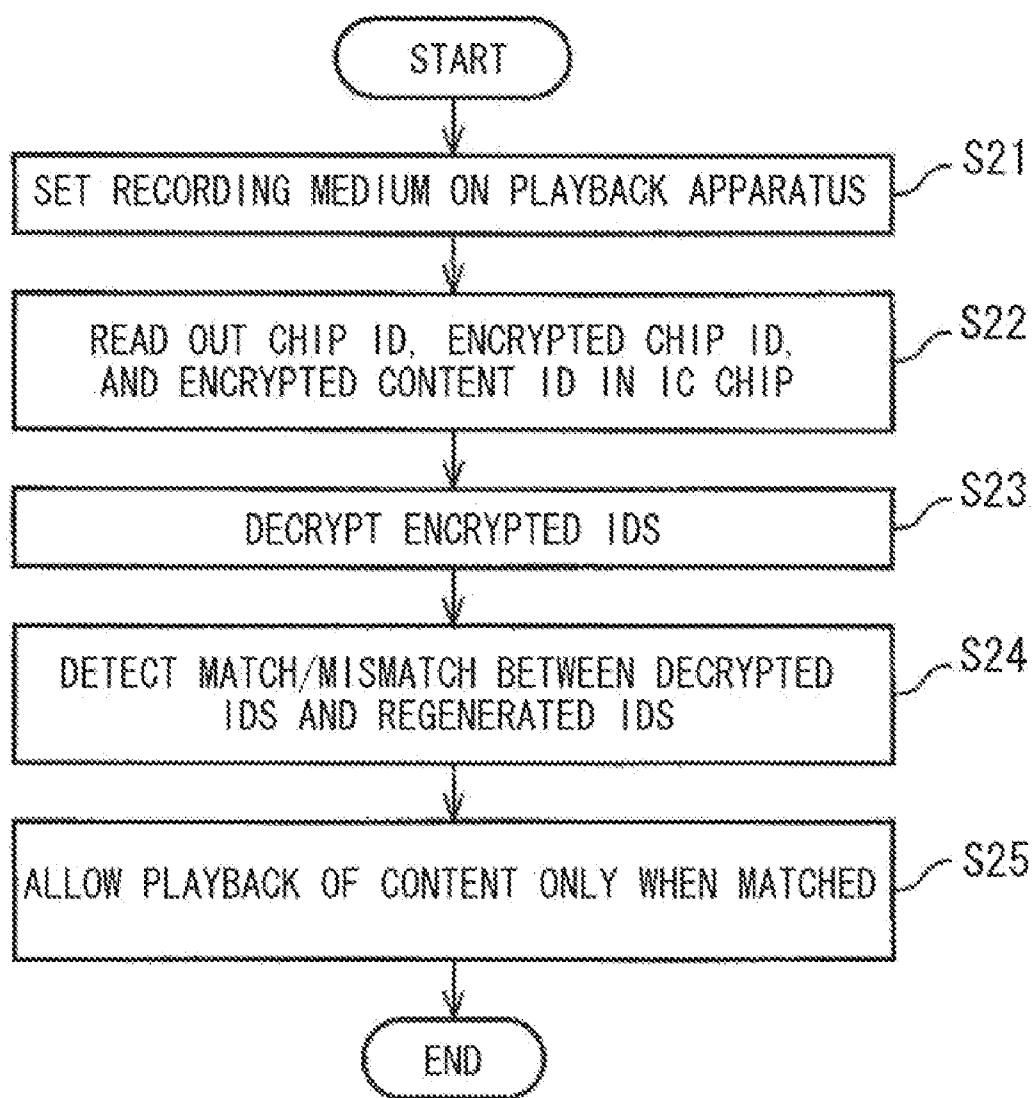 START
SET RECORDING MEDIUM ON PLAYBACK APPARATUS
S21
READ OUT CHIP ID, ENCRYPTED CHIP ID,
AND ENCRYPTED CONTENT ID IN IC CHIP
S22
DECRYPT ENCRYPTED IDS
S23
DETECT MATCH/MISMATCH BETWEEN DECRYPTED
IDS AND REGENERATED IDS
S24
ALLOW PLAYBACK OF CONTENT ONLY WHEN MATCHED
S25
END